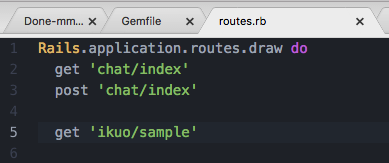 Done-mm... Gemfile routes.rb
1 Rails.application.routes.draw do
2 get 'chat/index'
3 post 'chat/index'
4
5 get 'ikuo/sample'